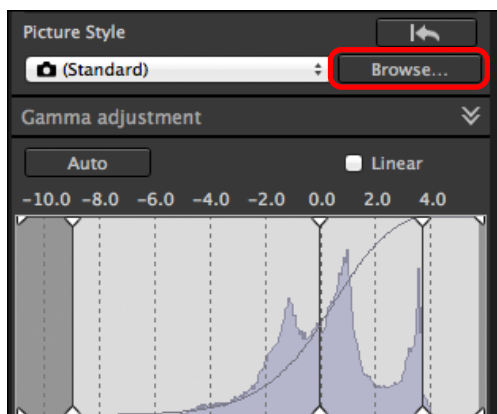 Picture Style
(Standard) Browse...
Gamma adjustment
Auto Linear
-10.0 -8.0 -6.0 -4.0 -2.0 0.0 2.0 4.0